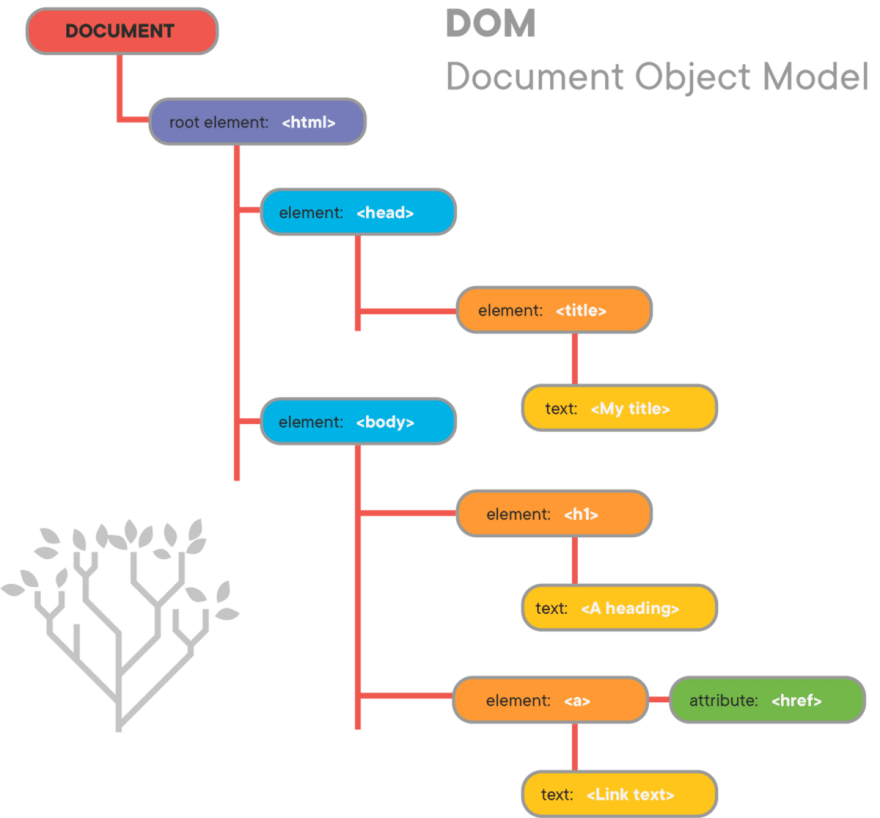 DOM
Document Object Model
DOCUMENT
root element: <html>
element: <head>
element: <title>
text: <My title>
element: <body>
element: <h1>
text: <A heading>
element: <a>
attribute: <href>
text: <Link text>